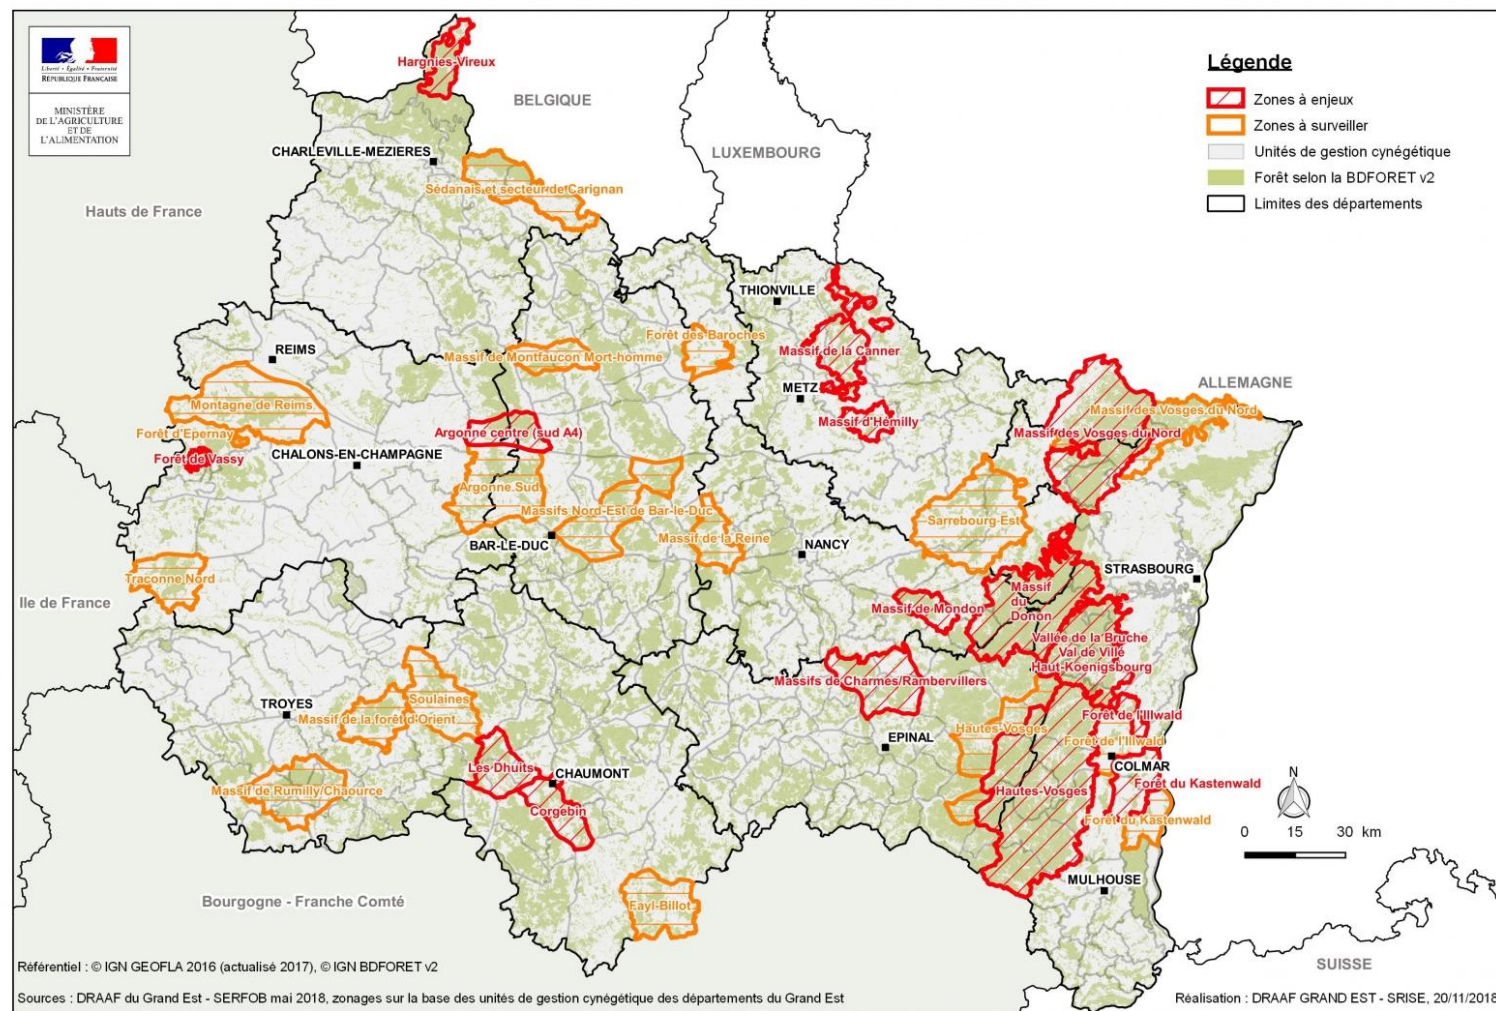 Liberté • Égalité • Fraternité
RÉPUBLIQUE FRANÇAISE
MINISTÈRE
DE L'AGRICULTURE
ET DE
L'ALIMENTATION
Légende
Zones à enjeux
Zones à surveiller
Unités de gestion cynégétique
Forêt selon la BDFORET v2
Limites des départements
Hargnies-Vireux
BELGIQUE
LUXEMBOURG
CHARLEVILLE-MEZIERES
Sédanais et secteur de Carignan
Hauts de France
THIONVILLE
Forêt des Baroches
REIMS
Massif de Montfaucon Mort-homme
Massif de la Canner
ALLEMAGNE
METZ
Montagne de Reims
Massif des Vosges du Nord
Massif d'Hémilly
Forêt d'Epernay
Argonne centre (sud A4)
Massif des Vosges du Nord
Forêt de Vassy
CHALONS-EN-CHAMPAGNE
Argonne Sud
Massifs Nord-Est de Bar-le-Duc
Sarrebourg Est
Massif de la Reine
BAR-LE-DUC
NANCY
STRASBOURG
Traconne Nord
Ile de France
Massif
du
Donon
Massif de Mondon
Vallée de la Bruche
Val de Villé
Haut-Koenigsbourg
Massifs de Charmes/Rambervillers
Soulaines
TROYES
Massif de la forêt d'Orient
Forêt de l'Illwald
Hautes-Vosges
EPINAL
Forêt de l'Illwald
COLMAR
Les Dhuits
CHAUMONT
Forêt du Kastenwald
Massif de Rumilly/Chaource
Hautes-Vosges
Corgebin
Forêt du Kastenwald
N
0 15 30 km
MULHOUSE
Bourgogne - Franche Comté
Fayl-Billot
SUISSE
Référentiel : © IGN GEOFLA 2016 (actualisé 2017), © IGN BDFORET v2
Sources : DRAAF du Grand Est - SERFOB mai 2018, zonages sur la base des unités de gestion cynégétique des départements du Grand Est
Réalisation : DRAAF GRAND EST - SRISE, 20/11/2018